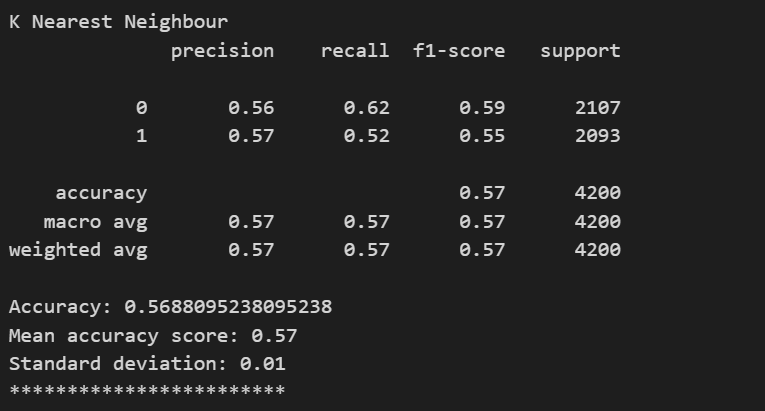 K Nearest Neighbour
precision recall f1-score support
0 0.56 0.62 0.59 2107
1 0.57 0.52 0.55 2093
accuracy 0.57 4200
macro avg 0.57 0.57 0.57 4200
weighted avg 0.57 0.57 0.57 4200
Accuracy: 0.5688095238095238
Mean accuracy score: 0.57
Standard deviation: 0.01
************************